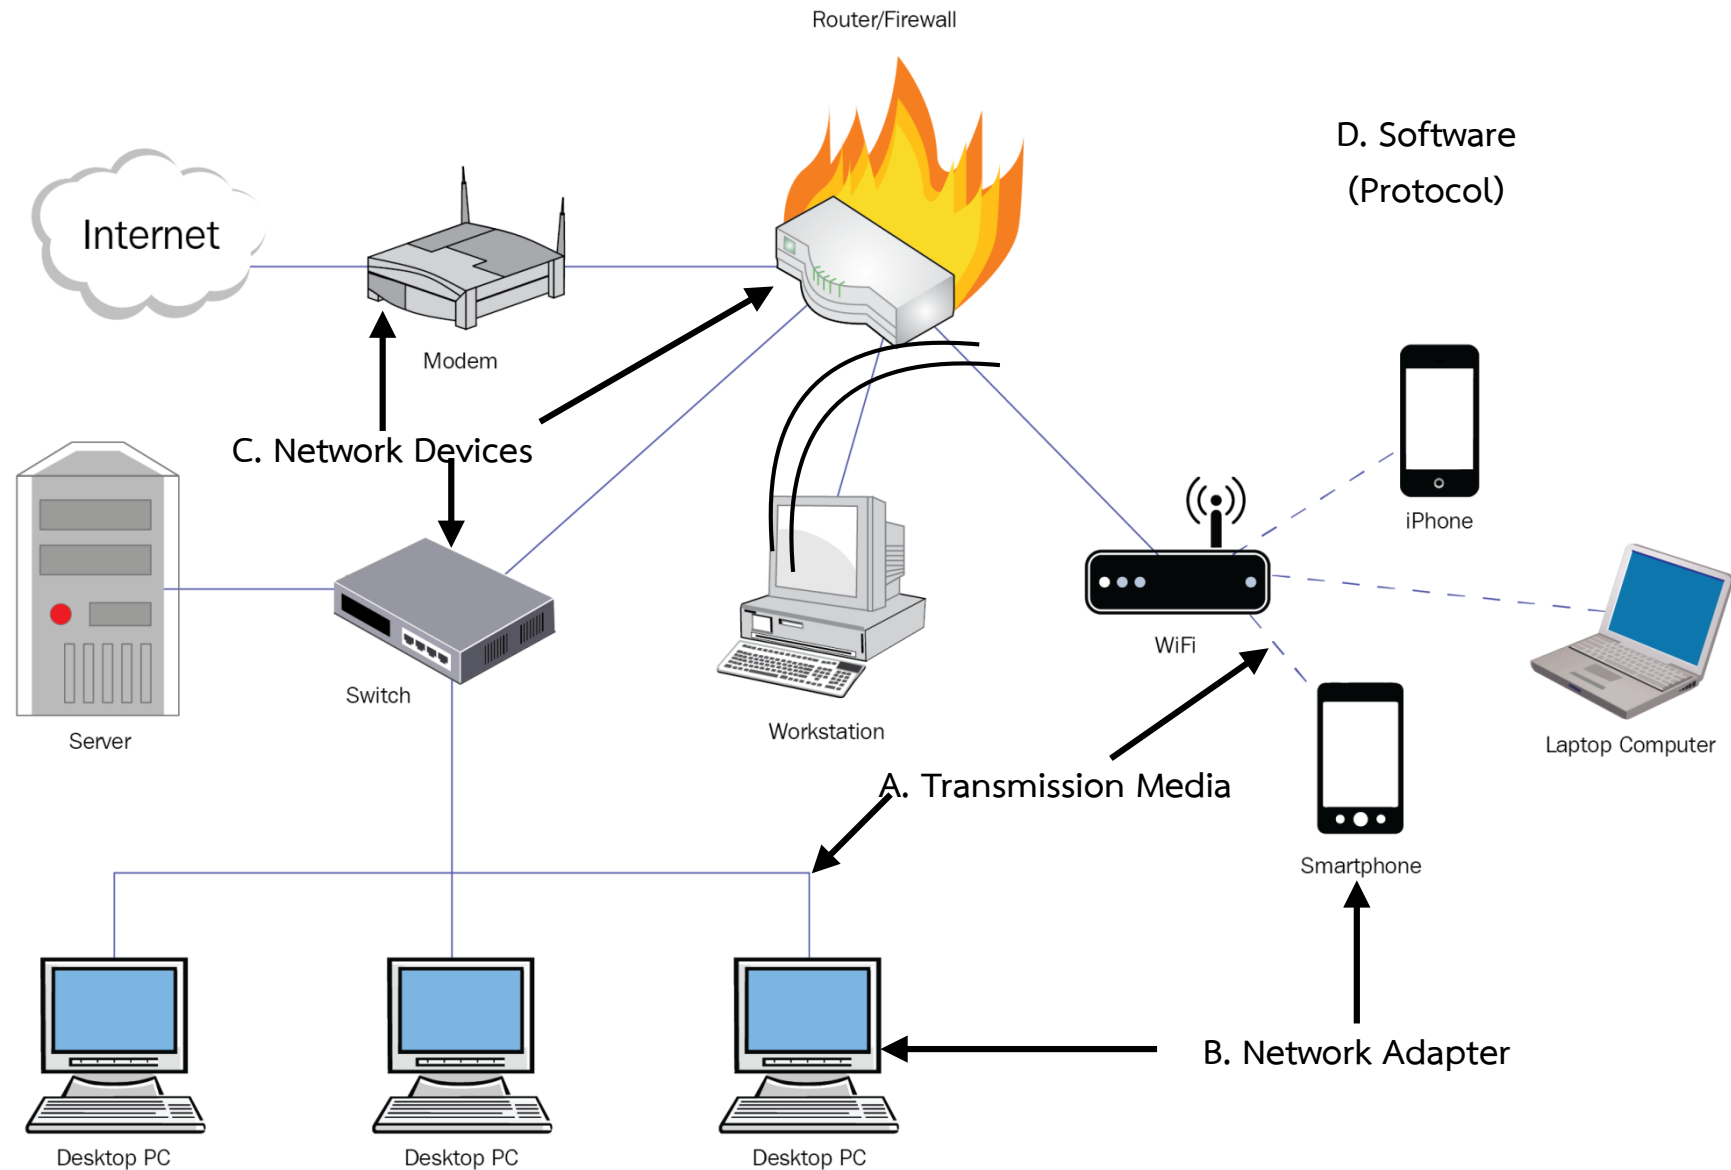 Router/Firewall
D. Software
(Protocol)
Internet
Modem
C. Network Devices
iPhone
WiFi
Switch
Server
Workstation
Laptop Computer
A. Transmission Media
Smartphone
B. Network Adapter
Desktop PC
Desktop PC
Desktop PC